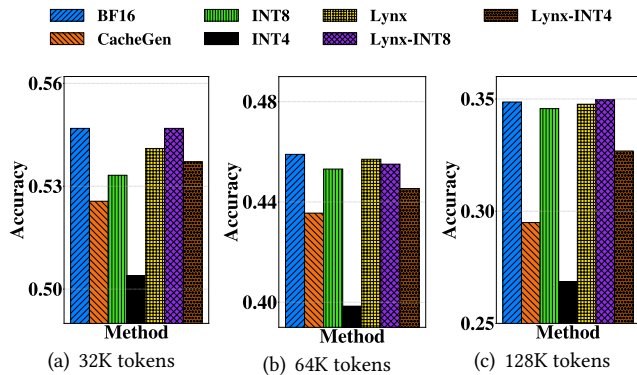 BF16 INT8 Lynx Lynx-INT4
CacheGen INT4 Lynx-INT8
Accuracy
0.56
0.53
0.50
Method
(a) 32K tokens
Accuracy
0.48
0.44
0.40
Method
(b) 64K tokens
Accuracy
0.35
0.30
0.25
Method
(c) 128K tokens